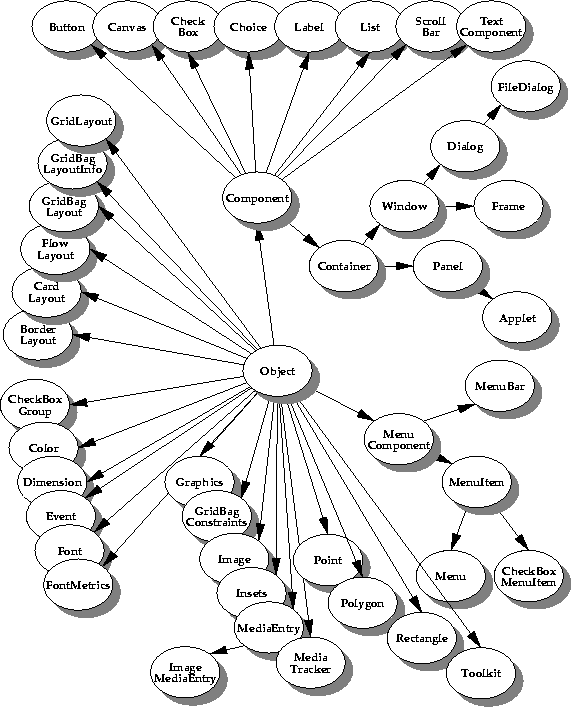 Button
Canvas
Check
Box
Choice
Label
List
Scroll
Bar
Text
Component
FileDialog
GridLayout
Dialog
GridBag
LayoutInfo
Component
GridBag
Layout
Window
Frame
Flow
Layout
Container
Panel
Card
Layout
Applet
Border
Layout
Object
MenuBar
CheckBox
Group
Menu
Component
Color
Dimension
Graphics
MenuItem
Event
GridBag
Constraints
Font
Image
Point
Menu
CheckBox
MenuItem
FontMetrics
Insets
Polygon
MediaEntry
Rectangle
Media
Tracker
Image
MediaEntry
Toolkit